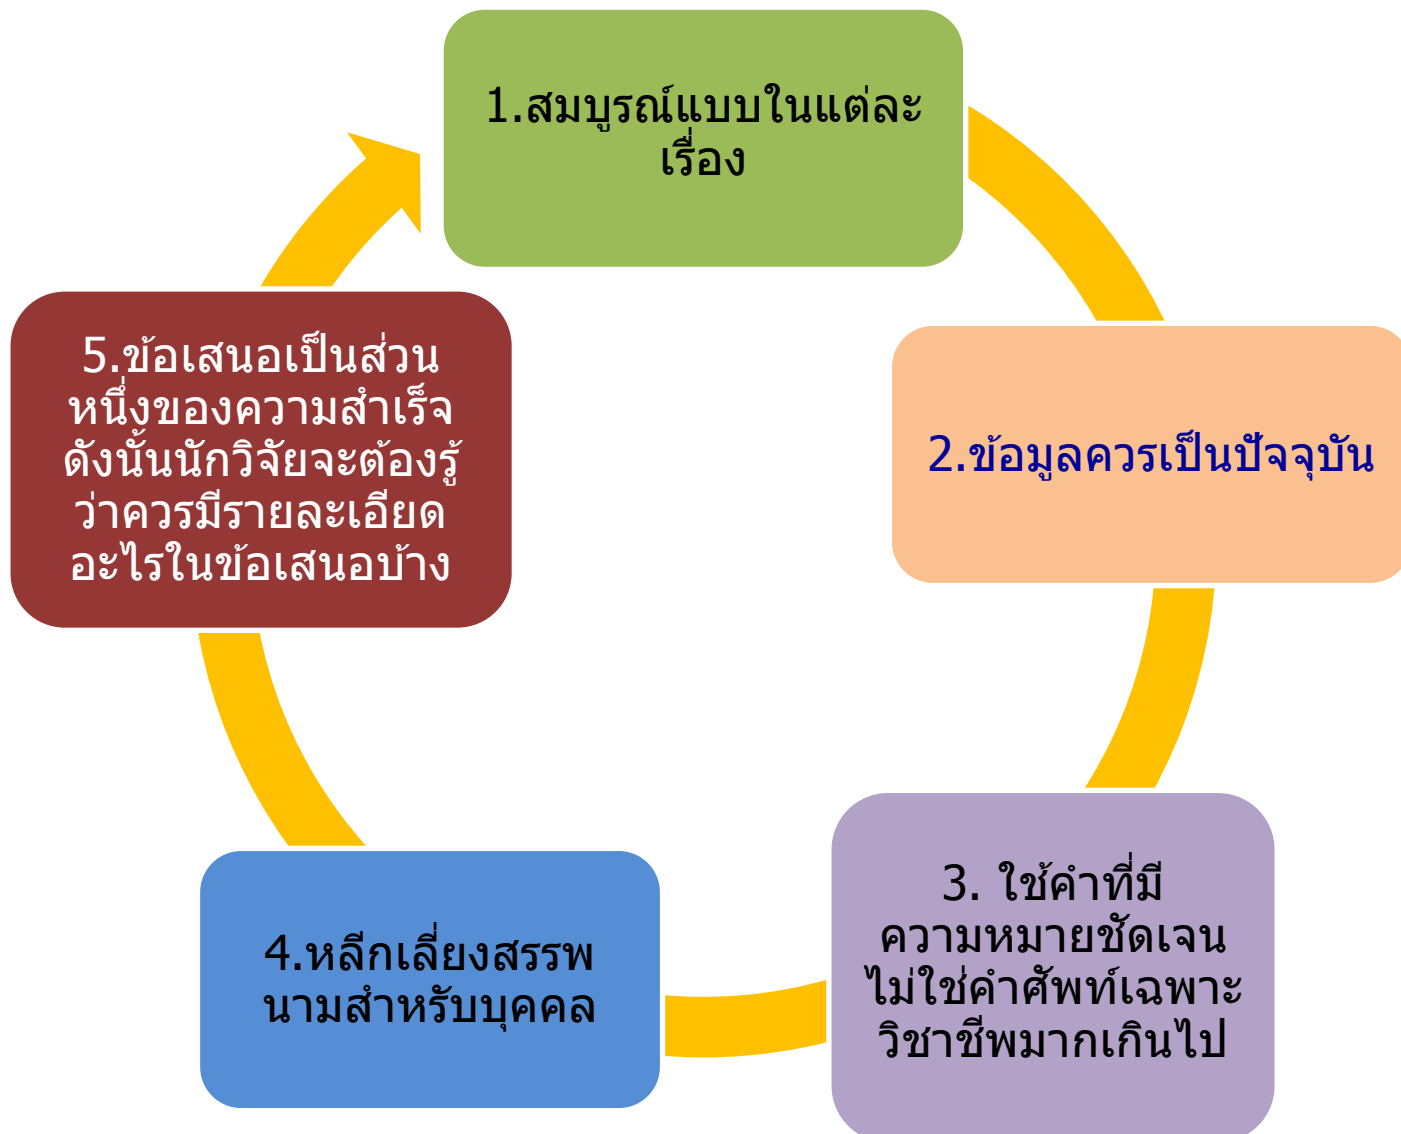 1.สมบูรณ์แบบในแต่ละ
เรื่อง
2.ข้อมูลควรเป็นปัจจุบัน
3. ใช้คำที่มี
ความหมายชัดเจน
ไม่ใช่คำศัพท์เฉพาะ
วิชาชีพมากเกินไป
4.หลีกเลี่ยงสรรพ
นามสำหรับบุคคล
5.ข้อเสนอเป็นส่วน
หนึ่งของความสำเร็จ
ดังนั้นนักวิจัยจะต้องรู้
ว่าควรมีรายละเอียด
อะไรในข้อเสนอบ้าง